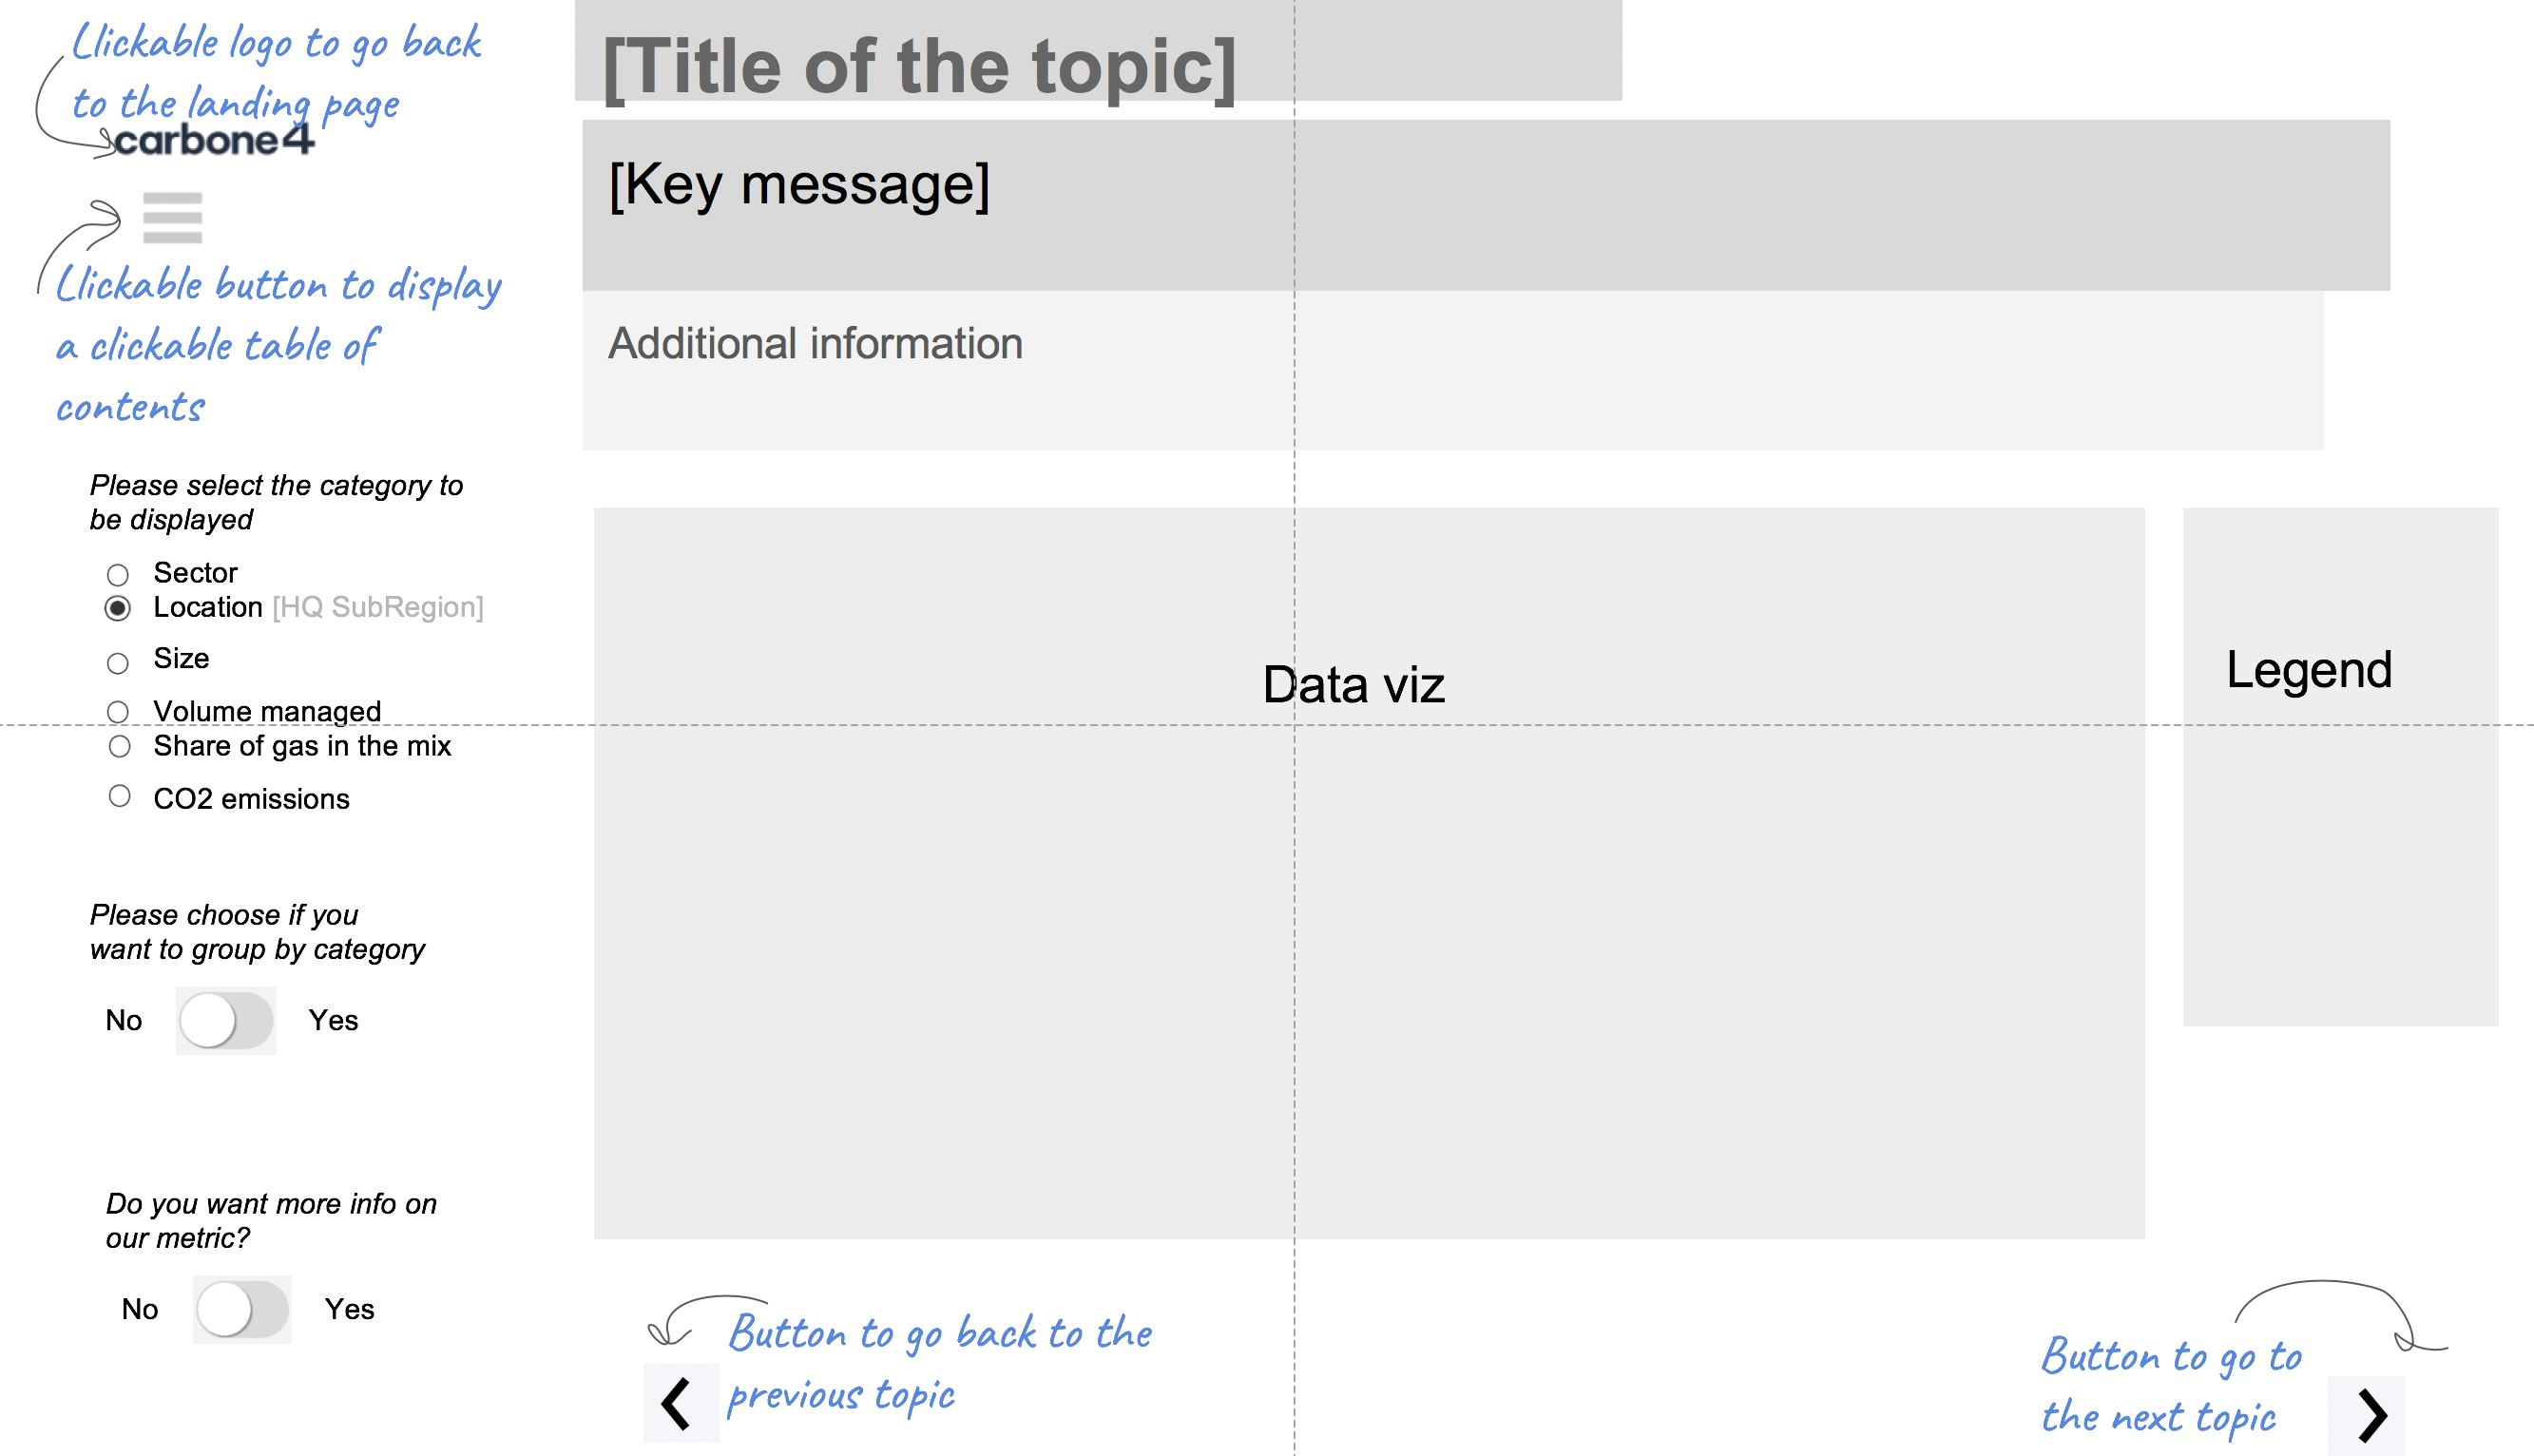 Clickable logo to go back
to the landing page
carbone4
Clickable button to display
a clickable table of
contents
Please select the category to
be displayed
Sector
Location [HQ SubRegion]
Size
Volume managed
Share of gas in the mix
CO2 emissions
Please choose if you
want to group by category
No Yes
Do you want more info on
our metric?
No Yes
[Title of the topic]
[Key message]
Additional information
Data viz
Legend
Button to go back to the
previous topic
Button to go to
the next topic